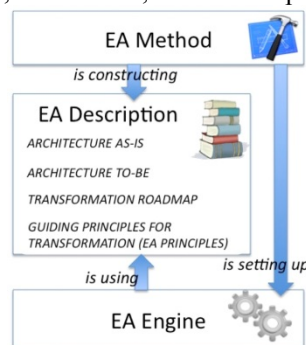 EA Method
is constructing
EA Description
ARCHITECTURE AS-IS
ARCHITECTURE TO-BE
TRANSFORMATION ROADMAP
GUIDING PRINCIPLES FOR
TRANSFORMATION (EA PRINCIPLES)
is using
is setting up
EA Engine